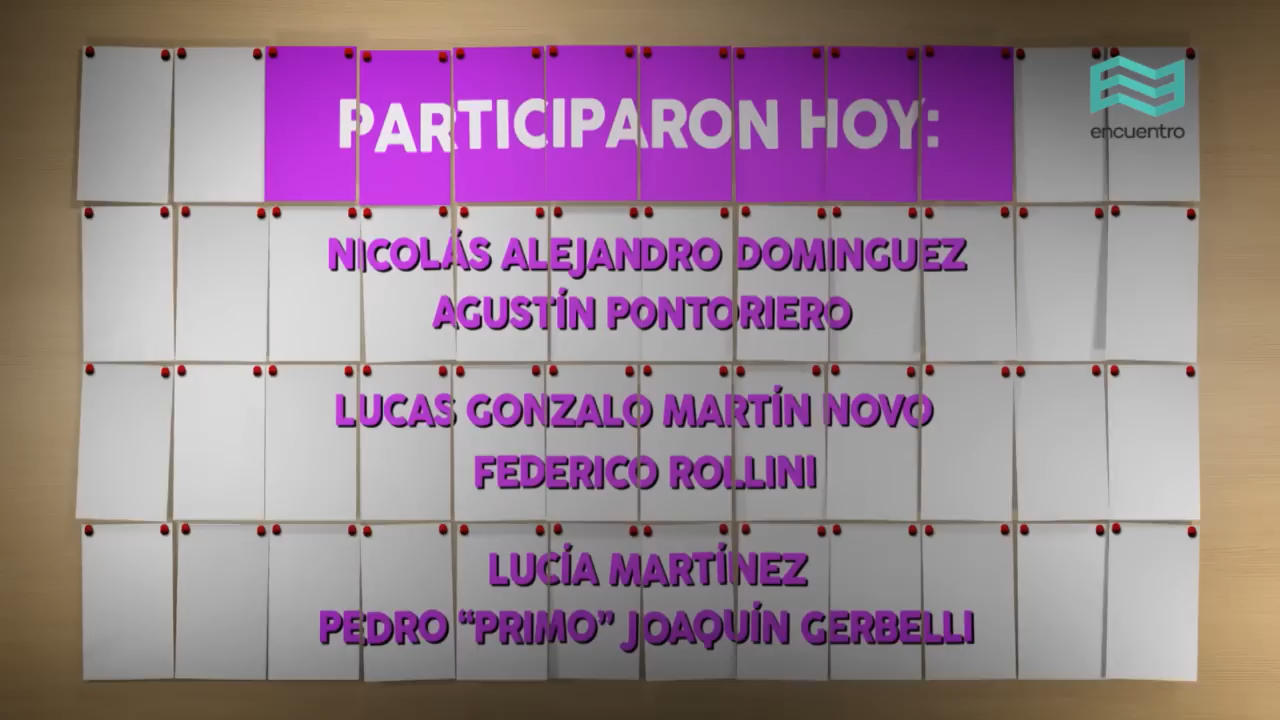 PARTICIPARON HOY:
encuentro
NICOLÁS ALEJANDRO DOMINGUEZ
AGUSTÍN PONTORIERO
LUCAS GONZALO MARTÍN NOVO
FEDERICO ROLLINI
LUCÍA MARTÍNEZ
PEDRO “PRIMO” JOAQUÍN GERBELLI